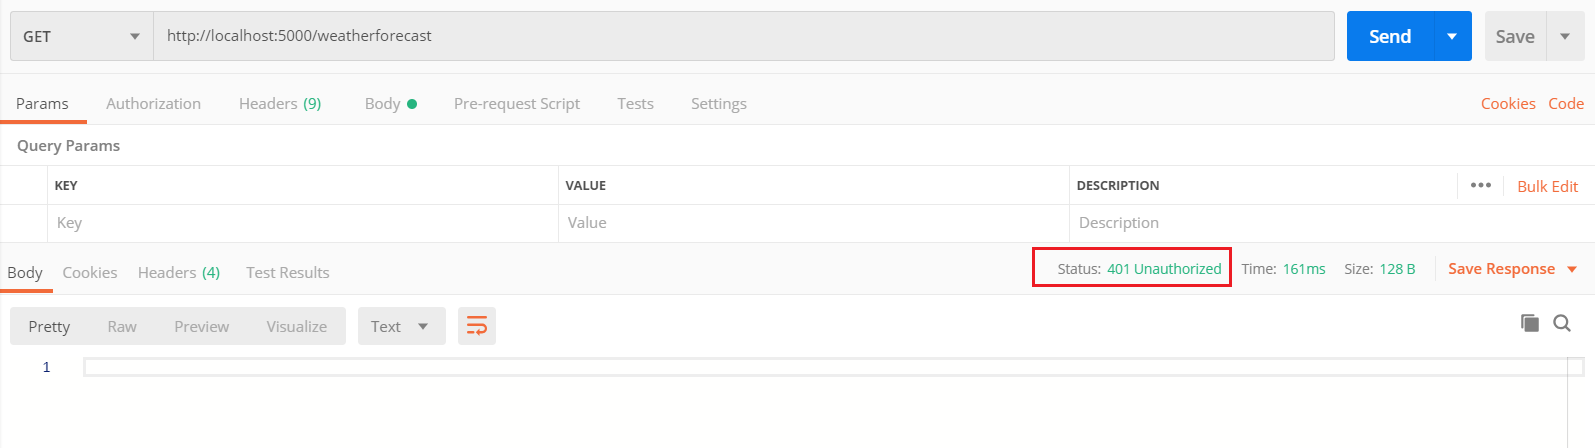 GET http://localhost:5000/weatherforecast Send Save
Params Authorization Headers (9) Body Pre-request Script Tests Settings Cookies Code
Query Params
KEY VALUE DESCRIPTION Bulk Edit
Key Value Description
Body Cookies Headers (4) Test Results Status: 401 Unauthorized Time: 161ms Size: 128 B Save Response
Pretty Raw Preview Visualize Text
1